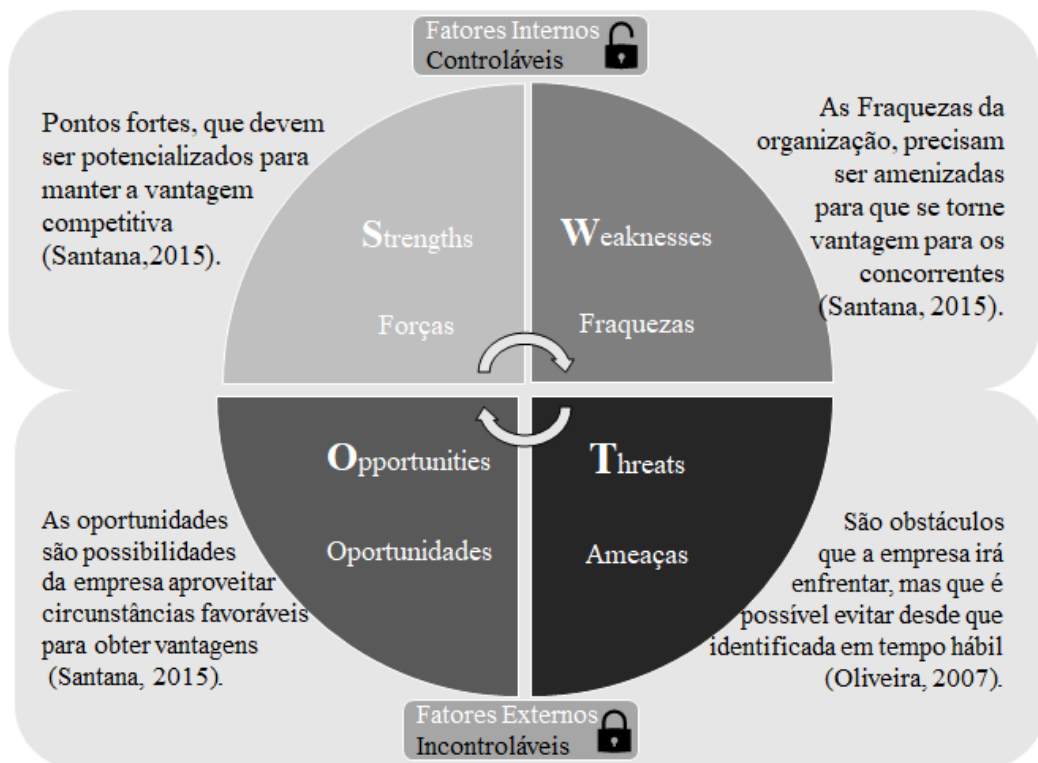 Fatores Internos
Controláveis
Pontos fortes, que devem
ser potencializados para
manter a vantagem
competitiva
(Santana,2015).
Strengths
Forças
Weaknesses
Fraquezas
As Fraquezas da
organização, precisam
ser amenizadas
para que se torne
vantagem para os
concorrentes
(Santana, 2015).
As oportunidades
são possibilidades
da empresa aproveitar
circunstâncias favoráveis
para obter vantagens
(Santana, 2015).
Opportunities
Oportunidades
Threats
Ameaças
São obstáculos
que a empresa irá
enfrentar, mas que é
possível evitar desde que
identificada em tempo hábil
(Oliveira, 2007).
Fatores Externos
Incontroláveis